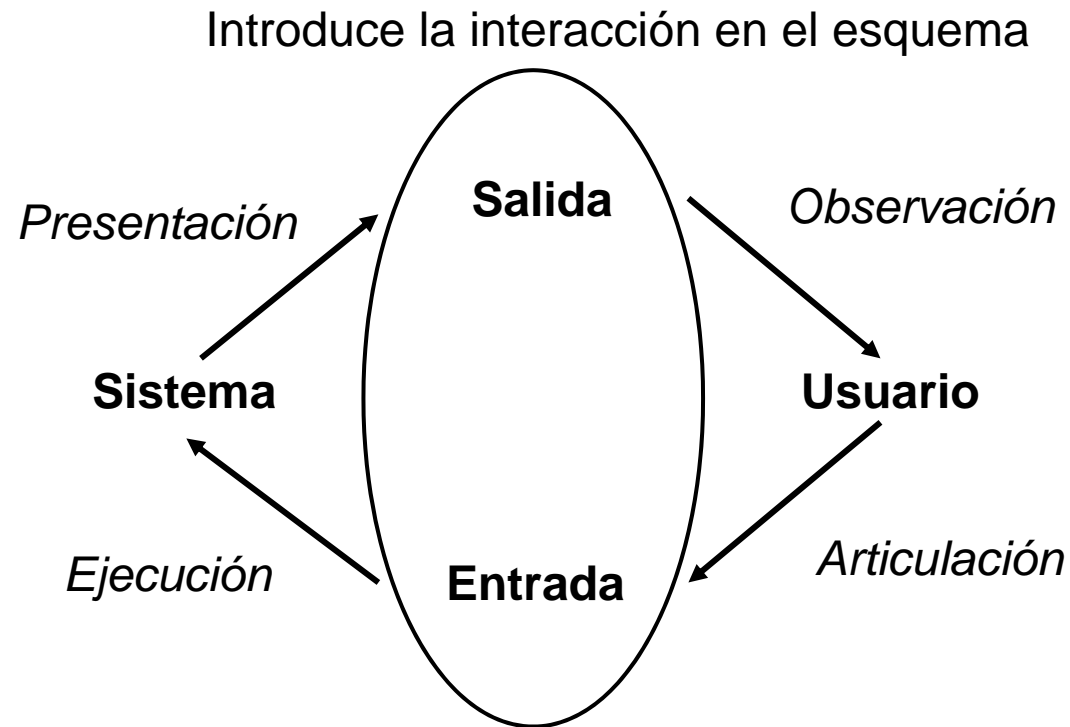 Introduce la interacción en el esquema
Salida
Presentación
Observación
Sistema
Usuario
Ejecución
Entrada
Articulación